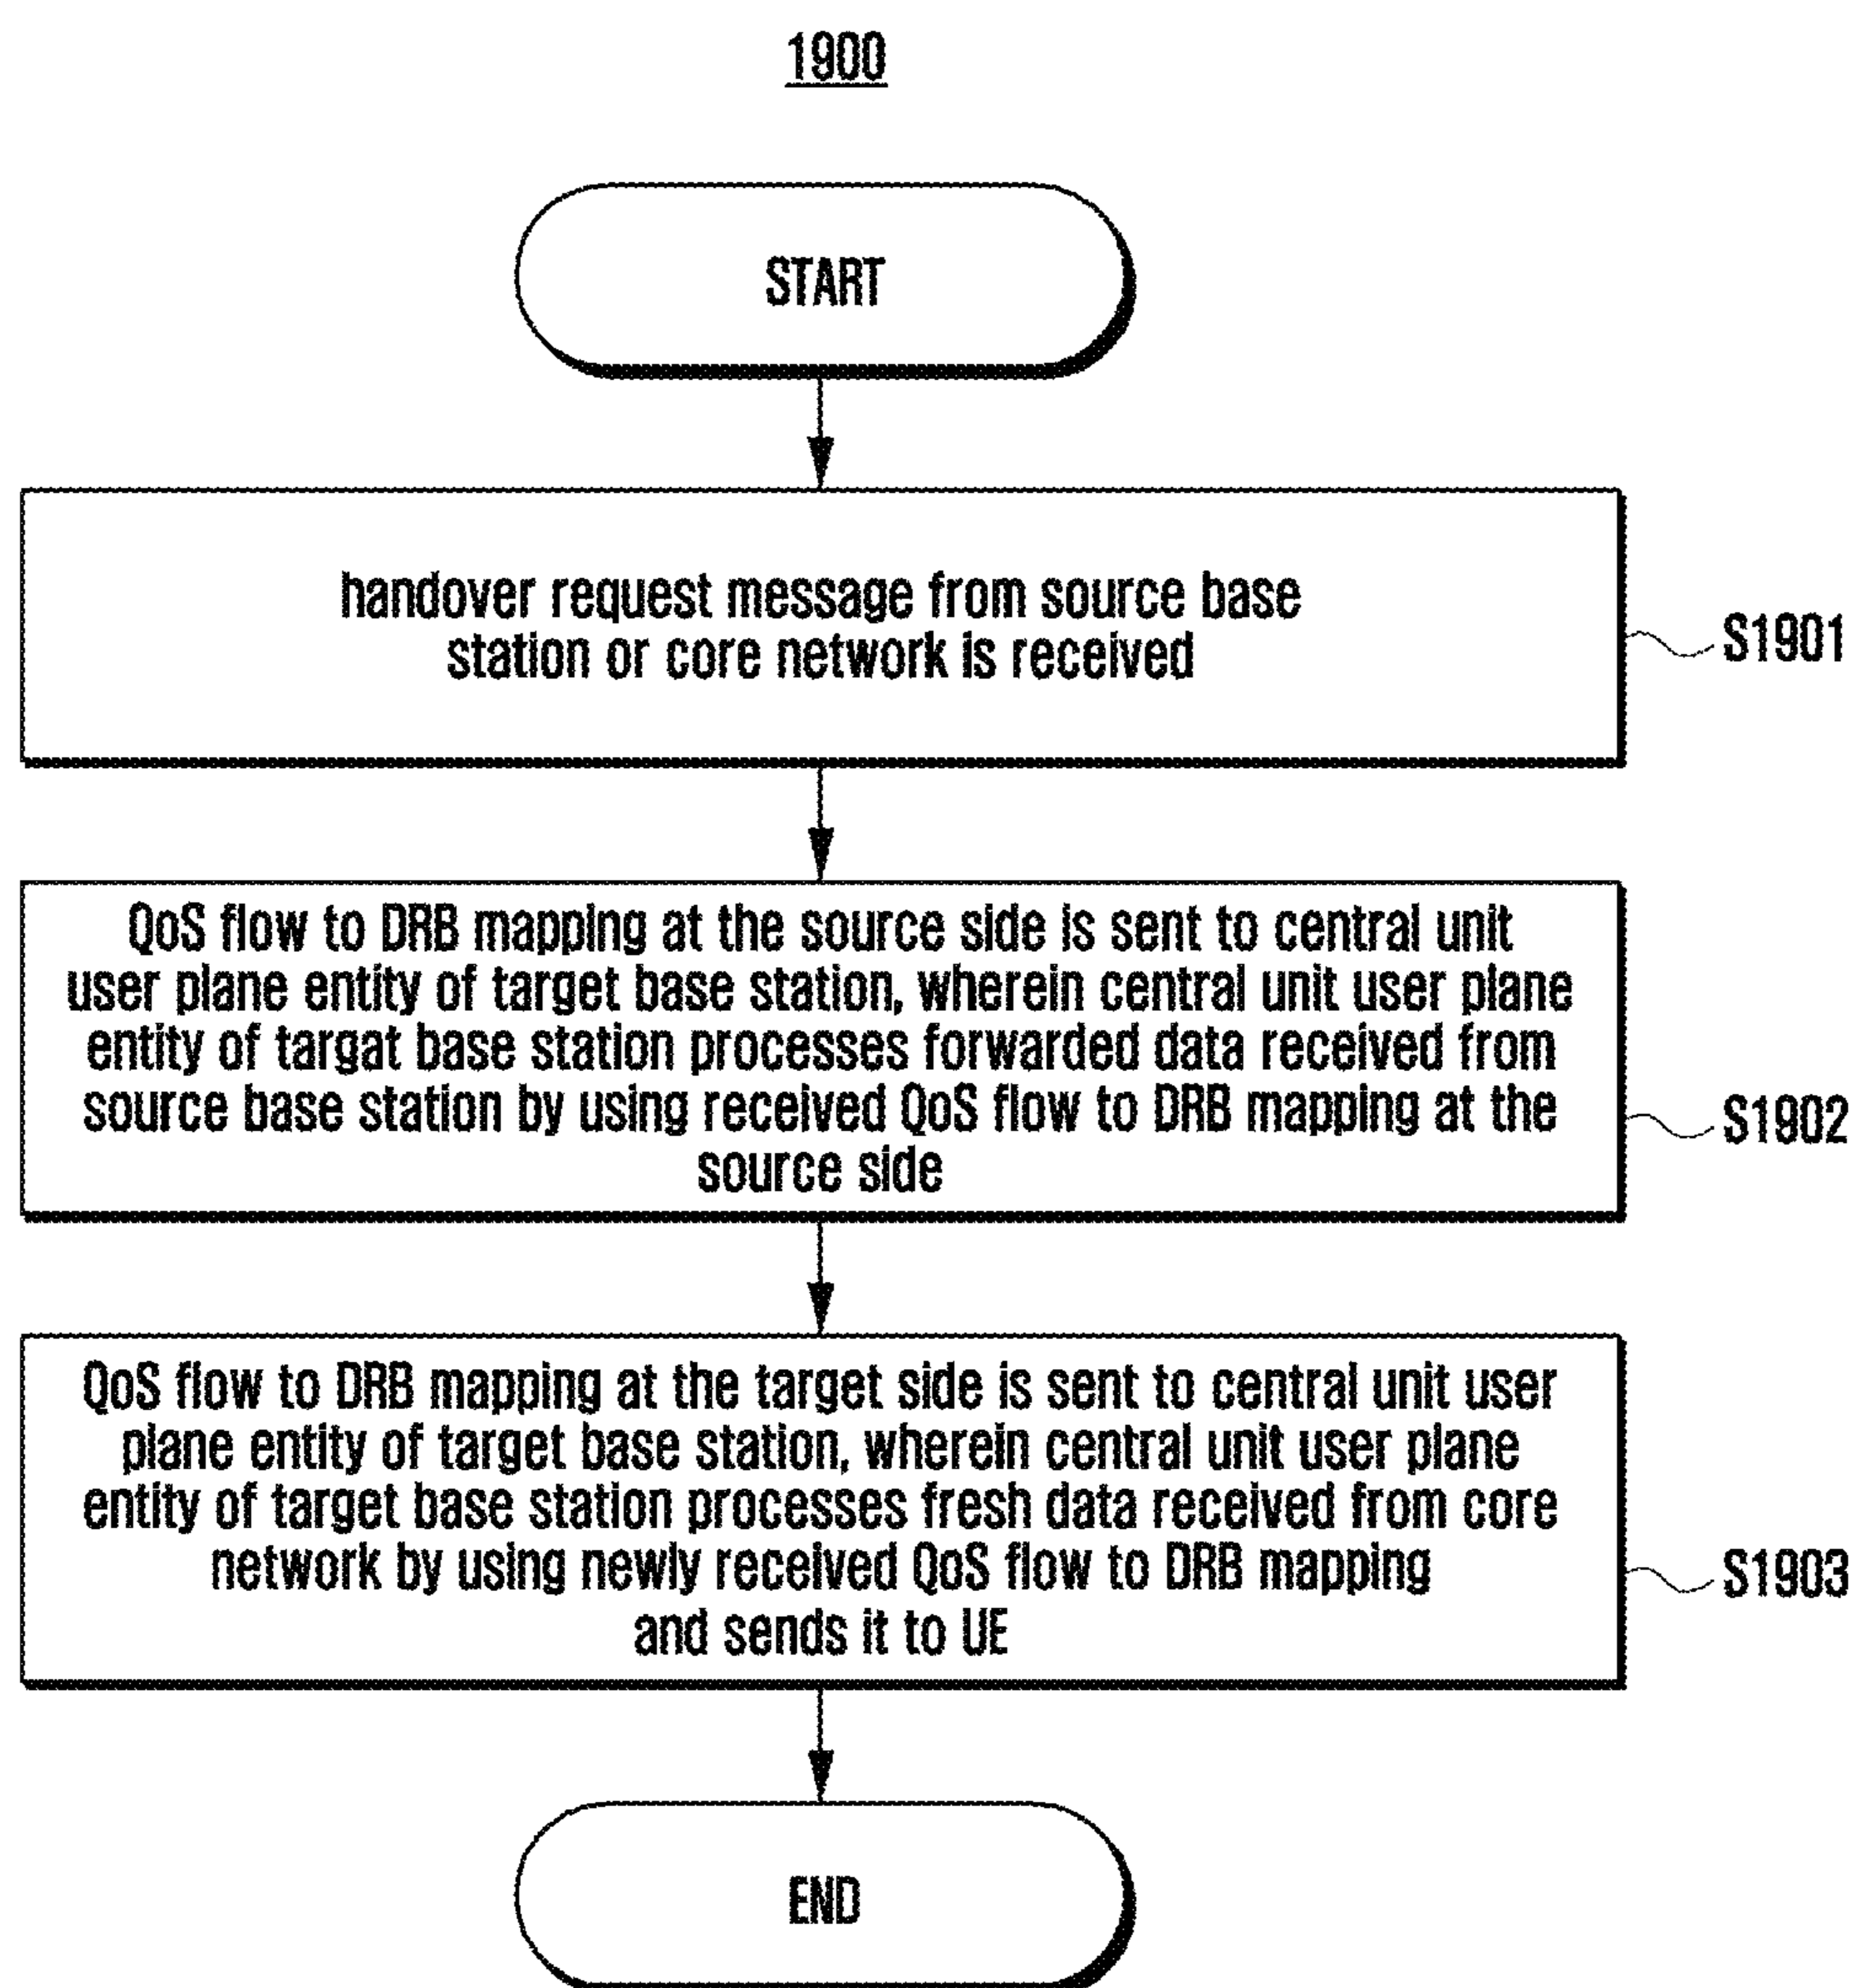 1900
START
handover request message from source base
station or core network is received
S1901
QoS flow to DRB mapping at the source side is sent to central unit
user plane entity of target base station, wherein central unit user plane
entity of targat base station processes forwarded data received from
source base station by using received QoS flow to DRB mapping at the
source side
S1902
QoS flow to DRB mapping at the target side is sent to central unit user
plane entity of target base station, wherein central unit user plane
entity of target base station processes fresh data received from core
network by using newly received QoS flow to DRB mapping
and sends it to UE
S1903
END